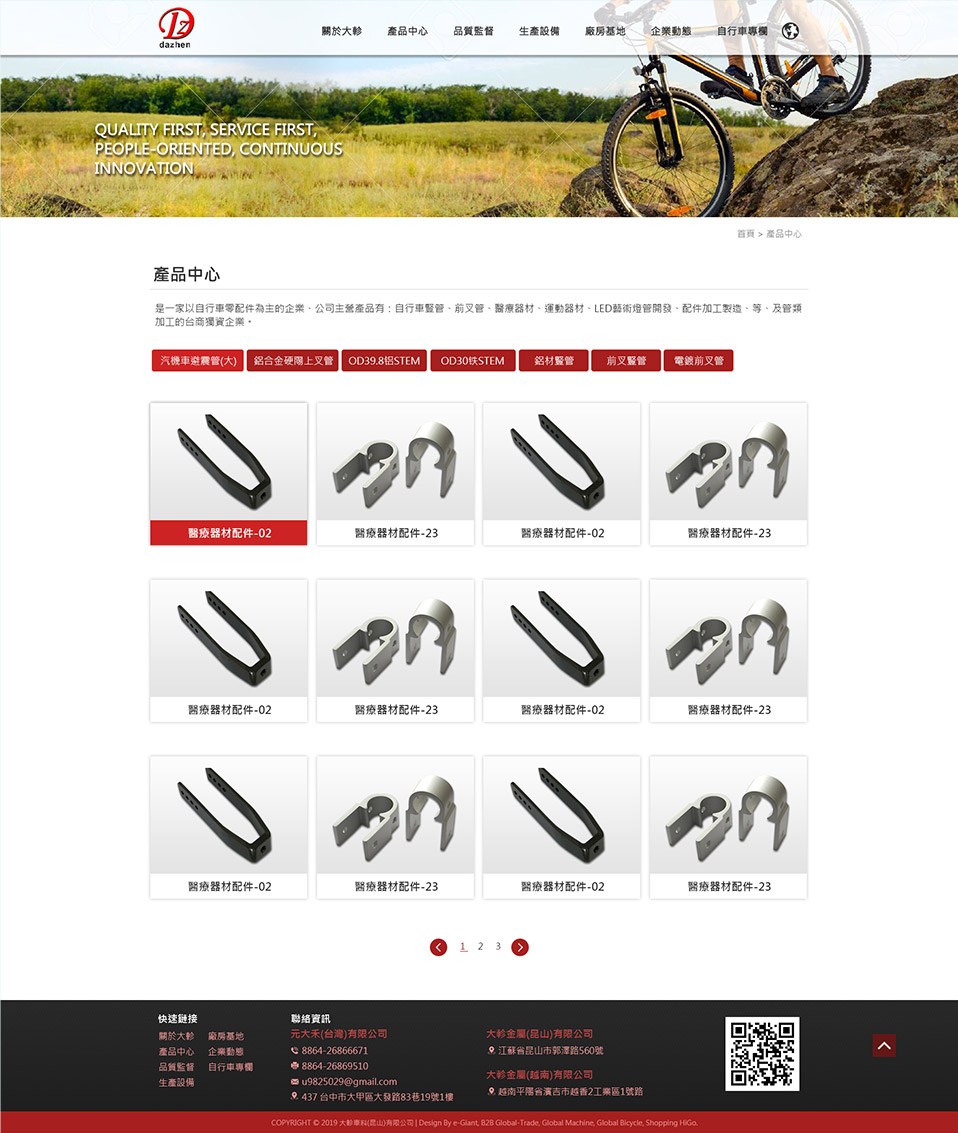 dazhen
關於大軫 產品中心 品質監督 生產設備 廠房基地 企業動態 自行車專欄
QUALITY FIRST, SERVICE FIRST,
PEOPLE-ORIENTED, CONTINUOUS
INNOVATION
首頁 > 產品中心
產品中心
是一家以自行車零配件為主的企業、公司主營產品有：自行車豎管、前叉管、醫療器材、運動器材、LED藝術燈管開發、配件加工製造、等、及管類
加工的台商獨資企業。
汽機車避震管(大) 鋁合金硬陽上叉管 OD39.8铝STEM OD30铁STEM 鋁材豎管 前叉豎管 電鍍前叉管
醫療器材配件-02 醫療器材配件-23 醫療器材配件-02 醫療器材配件-23
醫療器材配件-02 醫療器材配件-23 醫療器材配件-02 醫療器材配件-23
醫療器材配件-02 醫療器材配件-23 醫療器材配件-02 醫療器材配件-23
1 2 3
快速鏈接
關於大軫 廠房基地
產品中心 企業動態
品質監督 自行車專欄
生產設備
聯絡資訊
元大禾(台灣)有限公司
8864-26866671
8864-26869510
u9825029@gmail.com
437 台中市大甲區大發路83巷19號1樓
大軫金屬(昆山)有限公司
江蘇省昆山市郭澤路560號
大軫金屬(越南)有限公司
越南平陽省濱吉市越香2工業區1號路
COPYRIGHT © 2019 大軫車料(昆山)有限公司 | Design By e-Giant, B2B Global-Trade, Global Machine, Global Bicycle, Shopping HiGo.